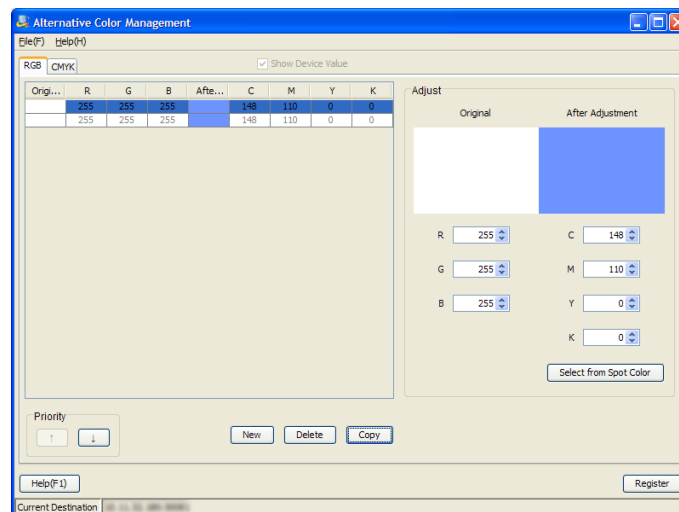 Alternative Color Management
File(F) Help(H)
RGB CMYK Show Device Value
Origi... R G B Afte... C M Y K
255 255 255 148 110 0 0
255 255 255 148 110 0 0
Adjust
Original After Adjustment
R 255 C 148
G 255 M 110
B 255 Y 0
K 0
Select from Spot Color
Priority
↑ ↓ New Delete Copy
Help(F1) Register
Current Destination